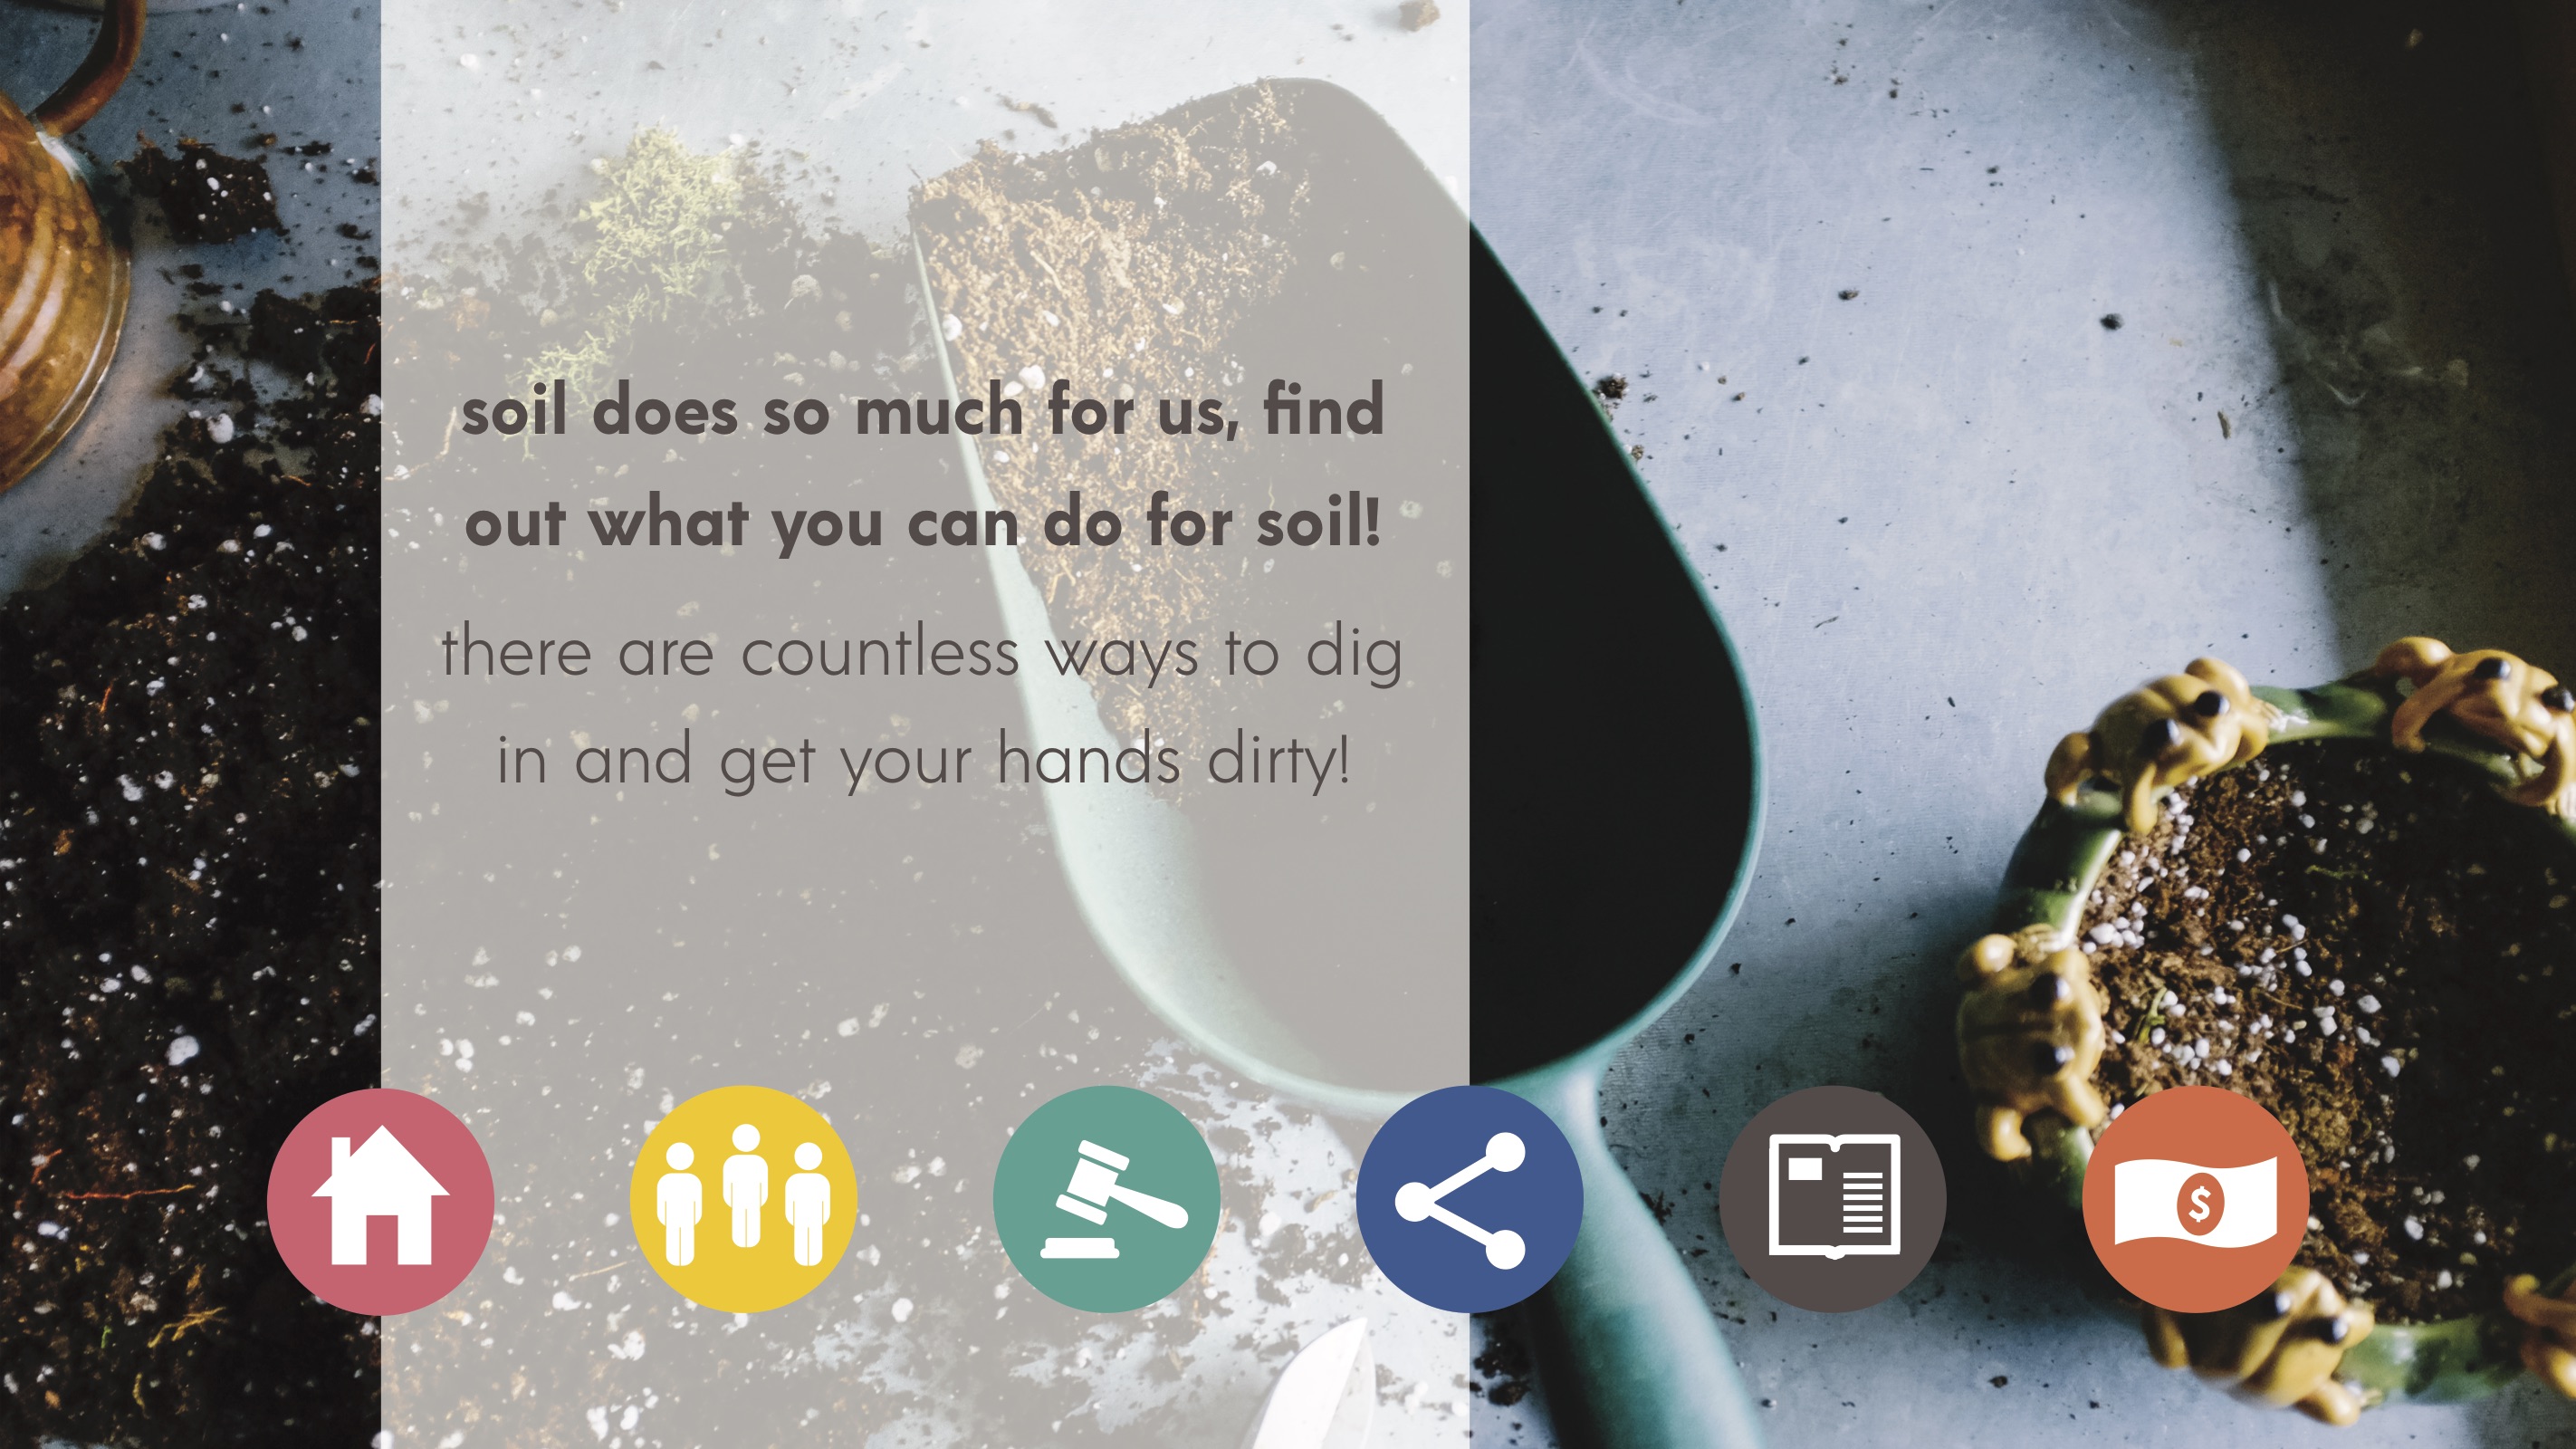 soil does so much for us, find
out what you can do for soil!
there are countless ways to dig
in and get your hands dirty!
$